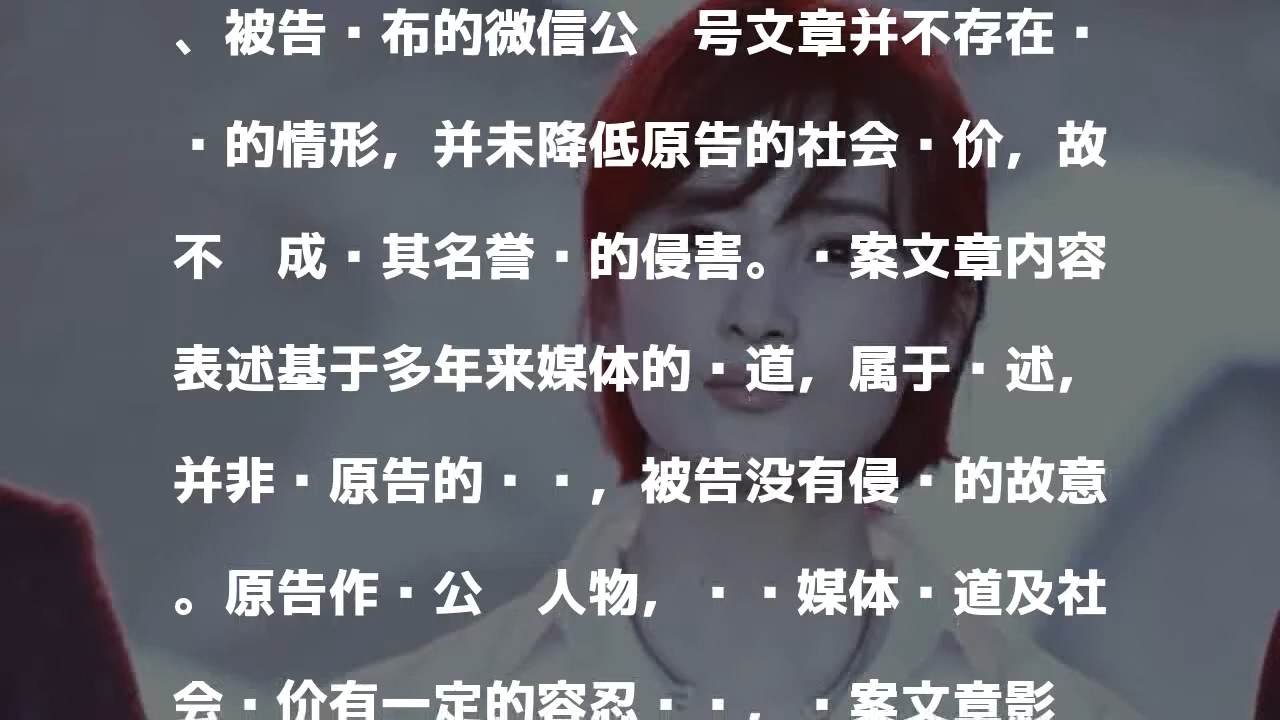 、被告·布的微信公 号文章并不存在·
·的情形，并未降低原告的社会·价，故
不 成·其名誉·的侵害。·案文章内容
表述基于多年来媒体的·道，属于·述，
并非·原告的··，被告没有侵·的故意
。原告作·公 人物，··媒体·道及社
会·价有一定的容忍··，·案文章影